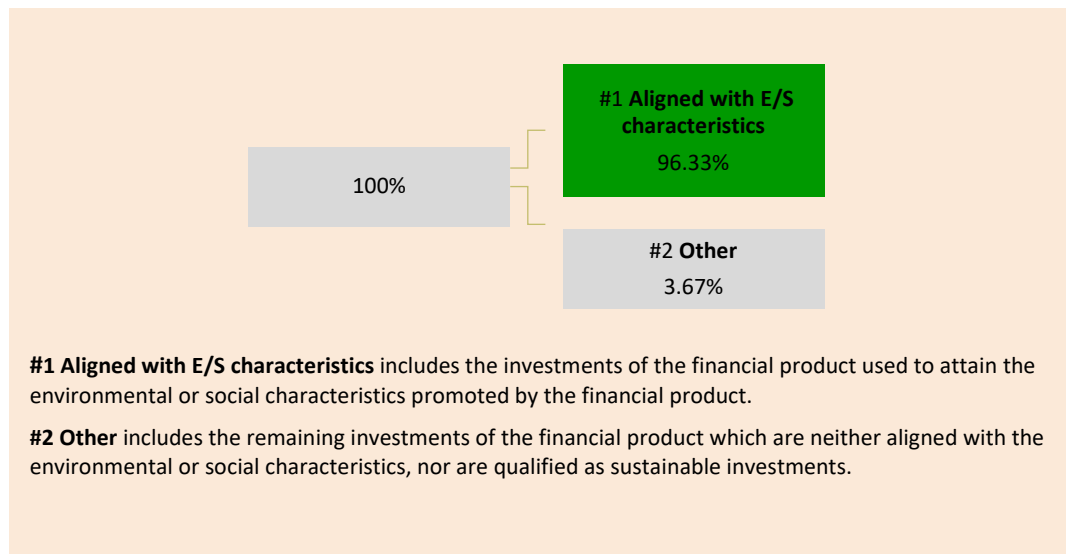 #1 Aligned with E/S
characteristics
96.33%
100%
#2 Other
3.67%
#1 Aligned with E/S characteristics includes the investments of the financial product used to attain the
environmental or social characteristics promoted by the financial product.
#2 Other includes the remaining investments of the financial product which are neither aligned with the
environmental or social characteristics, nor are qualified as sustainable investments.